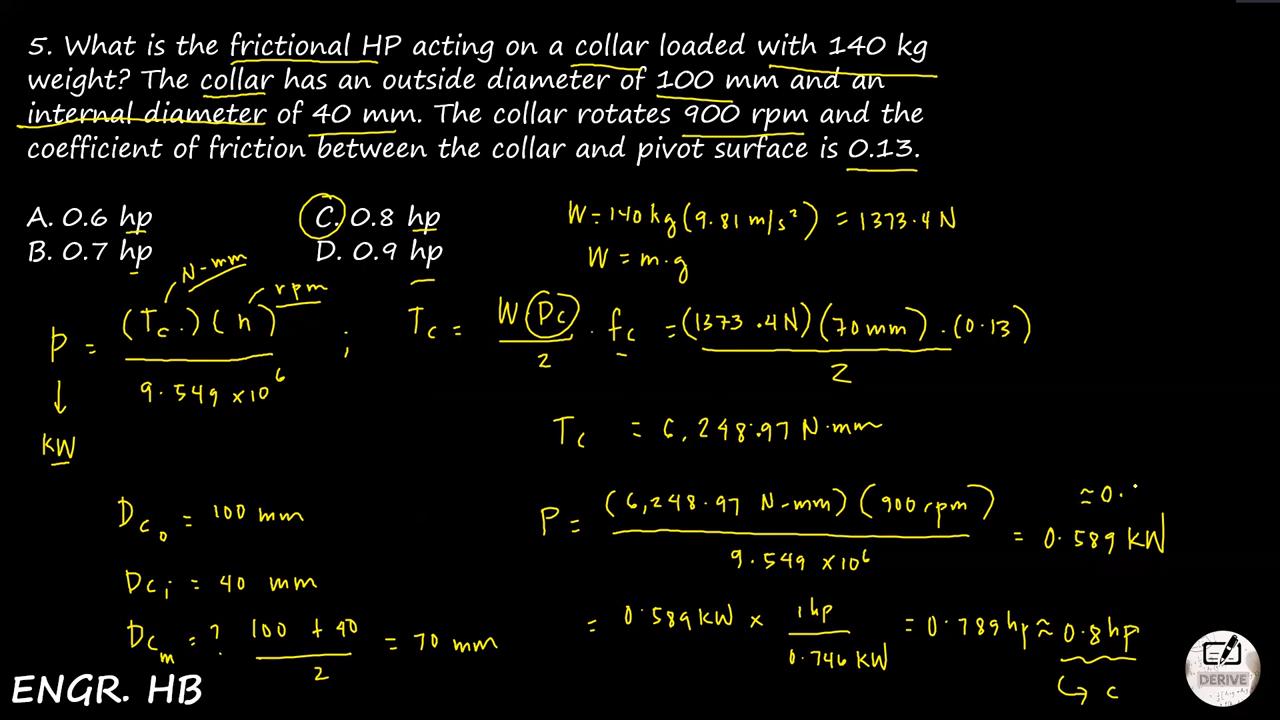 5. What is the frictional HP acting on a collar loaded with 140 kg
weight? The collar has an outside diameter of 100 mm and an
internal diameter of 40 mm. The collar rotates 900 rpm and the
coefficient of friction between the collar and pivot surface is 0.13.
A. 0.6 hp
C. 0.8 hp
B. 0.7 hp
D. 0.9 hp
W = 140 kg (9.81 m/s²) = 1373.4 N
W = m.g
N-mm
rpm
P = (Tc.)(n) / 9.549 x 10⁶ ;
↓
KW
Tc = W(Dc)/2 · fc = (1373.4N)(70mm)/2 . (0.13)
Tc = 6,248.97 N.mm
Dco = 100 mm
Dci = 40 mm
DCm = ? (100 + 40)/2 = 70 mm
P = (6,248.97 N-mm)(900 rpm) / 9.549 x 10⁶ = 0.589 KW
≈ 0.
= 0.589 KW x 1hp/0.746 KW = 0.789 hp ≈ 0.8hp
↳ C
ENGR. HB
DERIVE